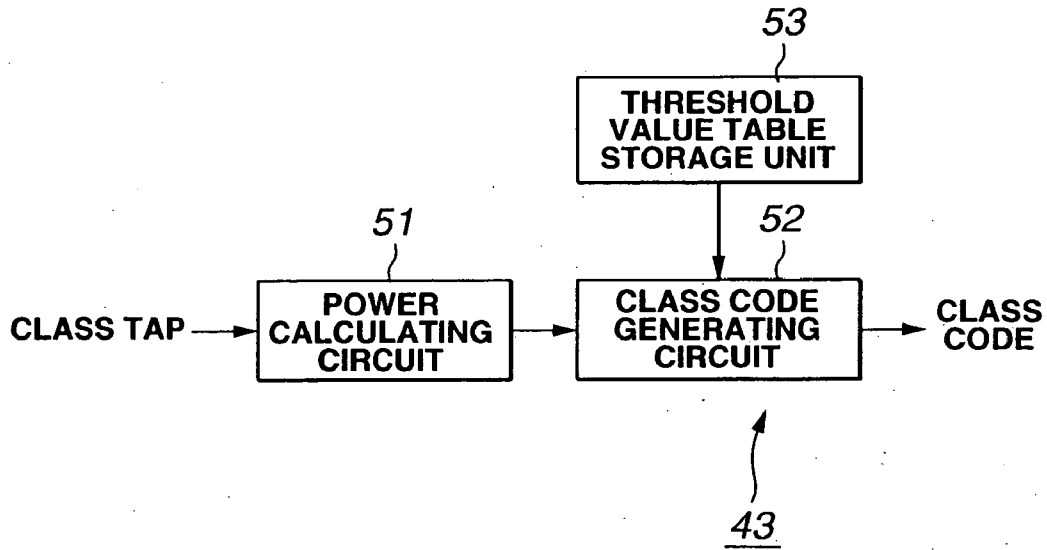 53
THRESHOLD
VALUE TABLE
STORAGE UNIT
51
52
CLASS TAP
POWER
CALCULATING
CIRCUIT
CLASS CODE
GENERATING
CIRCUIT
CLASS
CODE
43